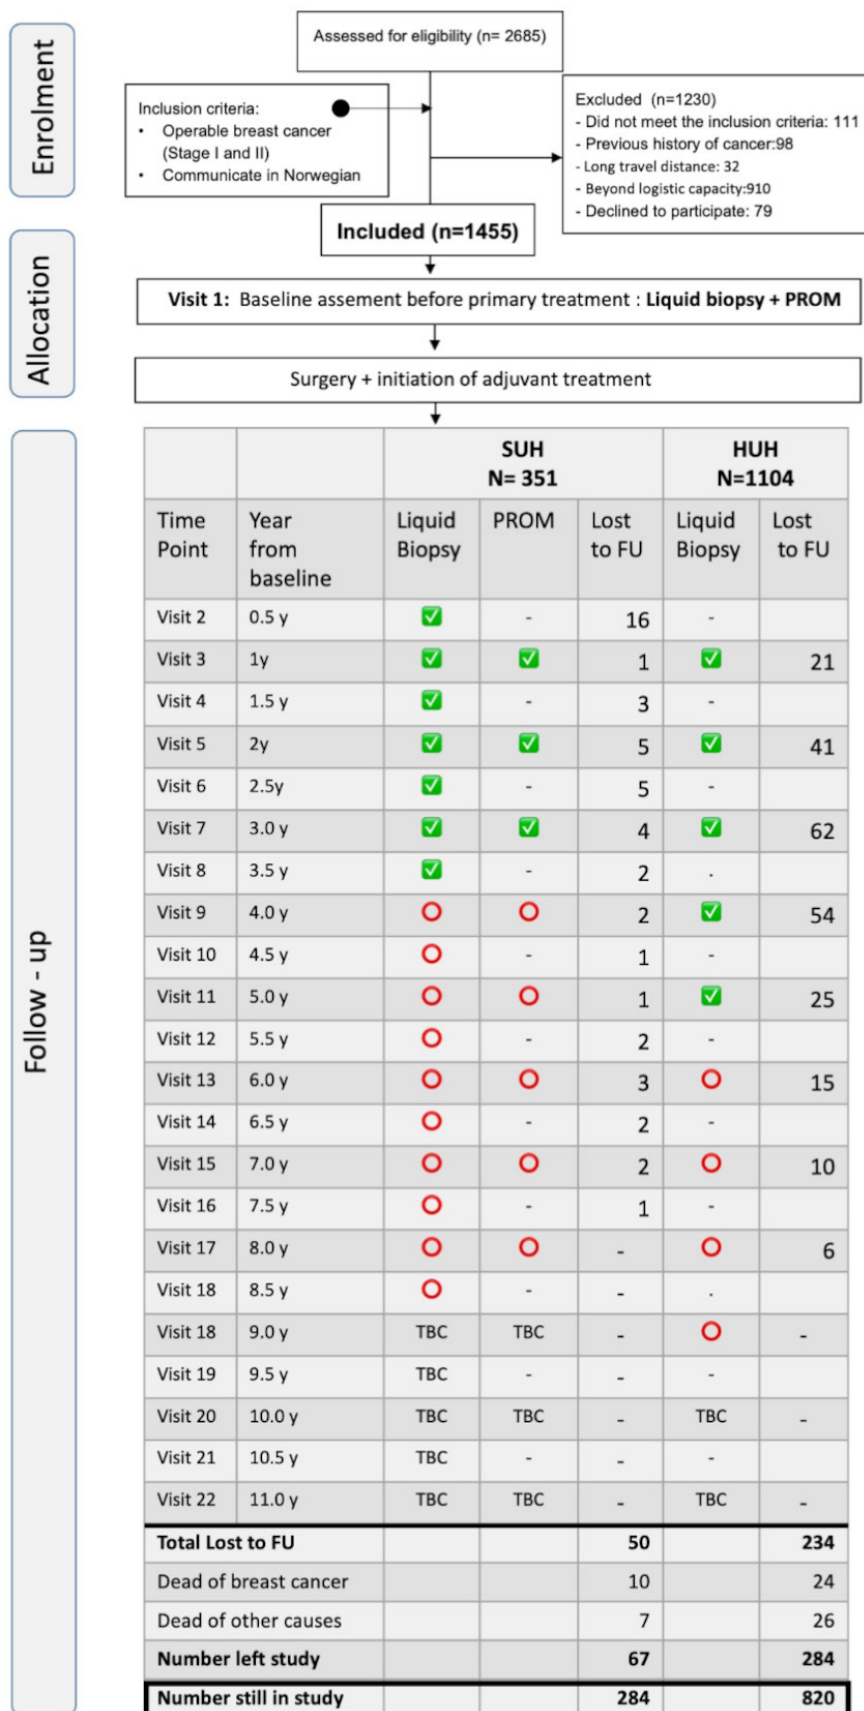 Enrolment
Assessed for eligibility (n= 2685)
Inclusion criteria:
• Operable breast cancer
(Stage I and II)
• Communicate in Norwegian
Excluded (n=1230)
- Did not meet the inclusion criteria: 111
- Previous history of cancer:98
- Long travel distance: 32
- Beyond logistic capacity:910
- Declined to participate: 79
Included (n=1455)
Allocation
Visit 1: Baseline assement before primary treatment : Liquid biopsy + PROM
Surgery + initiation of adjuvant treatment
Follow - up
SUH HUH
N= 351 N=1104
Time Year Liquid PROM Lost Liquid Lost
Point from Biopsy to FU Biopsy to FU
baseline
Visit 2 0.5 y ✅ - 16 -
Visit 3 1y ✅ ✅ 1 ✅ 21
Visit 4 1.5 y ✅ - 3 -
Visit 5 2y ✅ ✅ 5 ✅ 41
Visit 6 2.5y ✅ - 5 -
Visit 7 3.0 y ✅ ✅ 4 ✅ 62
Visit 8 3.5 y ✅ - 2 .
Visit 9 4.0 y ⭕ ⭕ 2 ✅ 54
Visit 10 4.5 y ⭕ - 1 -
Visit 11 5.0 y ⭕ ⭕ 1 ✅ 25
Visit 12 5.5 y ⭕ - 2 -
Visit 13 6.0 y ⭕ ⭕ 3 ⭕ 15
Visit 14 6.5 y ⭕ - 2 -
Visit 15 7.0 y ⭕ ⭕ 2 ⭕ 10
Visit 16 7.5 y ⭕ - 1 -
Visit 17 8.0 y ⭕ ⭕ - ⭕ 6
Visit 18 8.5 y ⭕ - - .
Visit 18 9.0 y TBC TBC - ⭕ -
Visit 19 9.5 y TBC - - -
Visit 20 10.0 y TBC TBC - TBC -
Visit 21 10.5 y TBC - - -
Visit 22 11.0 y TBC TBC - TBC -
Total Lost to FU 50 234
Dead of breast cancer 10 24
Dead of other causes 7 26
Number left study 67 284
Number still in study 284 820